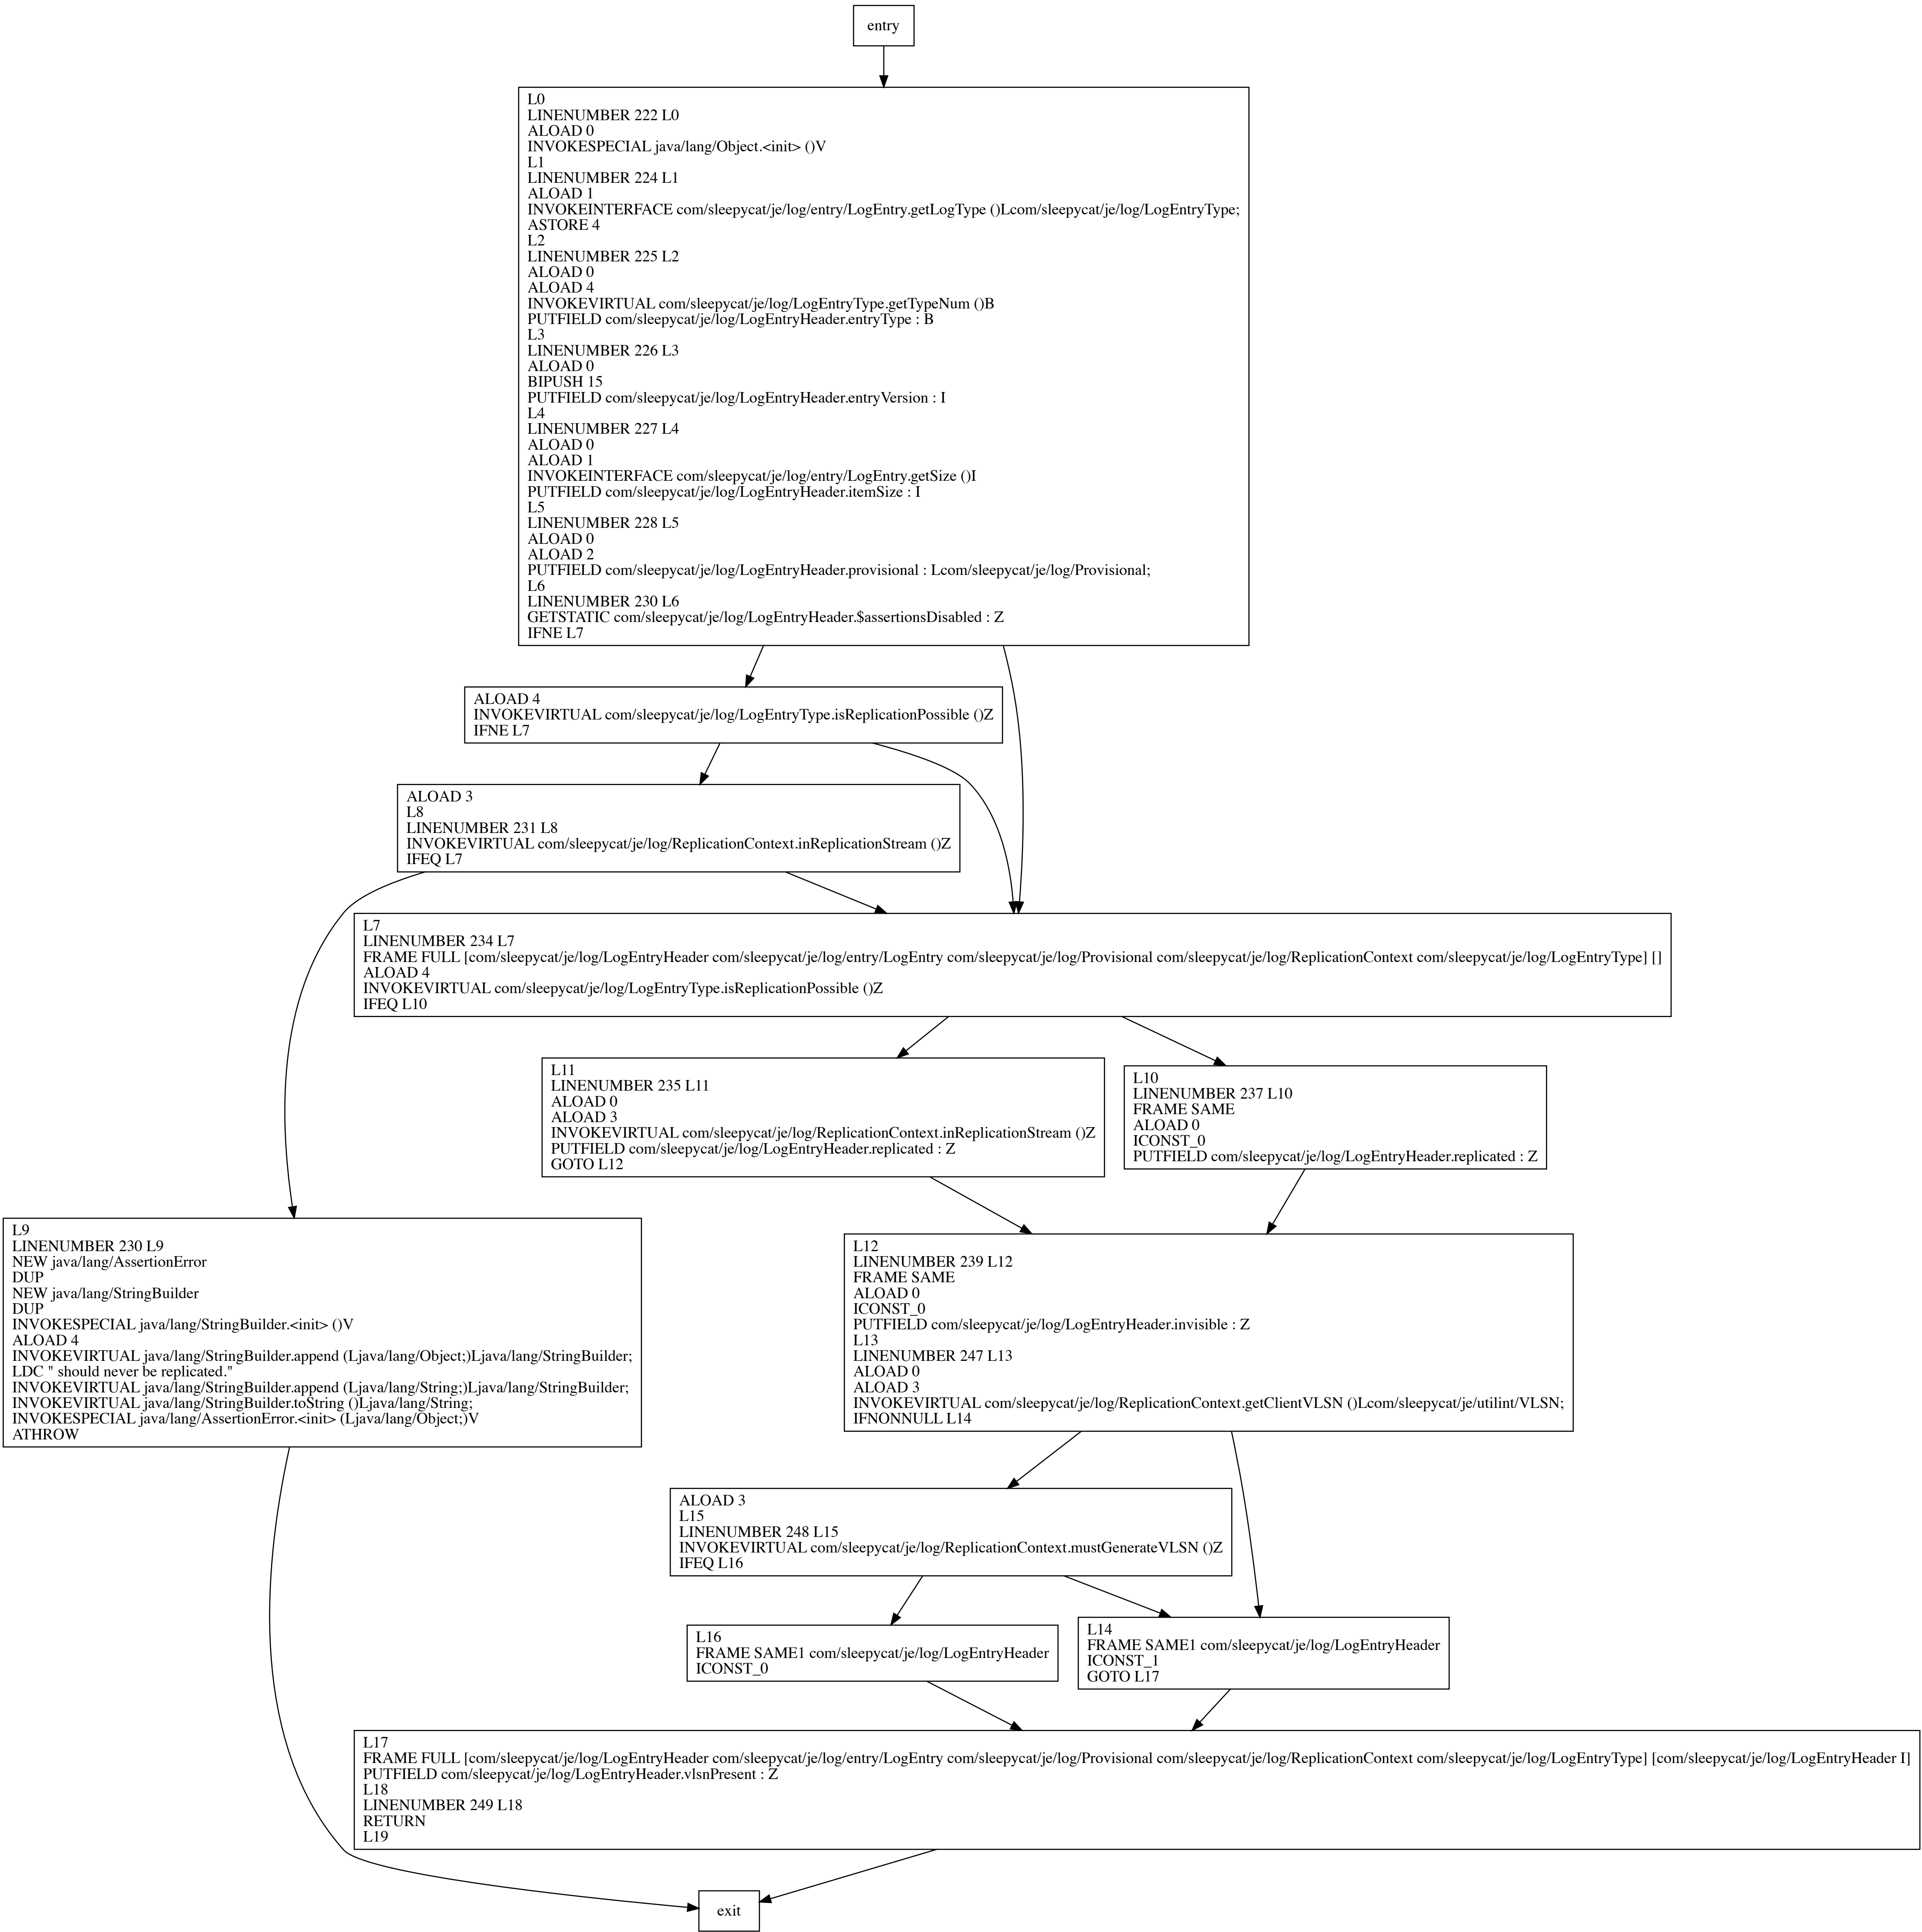 entry
L0
LINENUMBER 222 L0
ALOAD 0
INVOKESPECIAL java/lang/Object.<init> ()V
L1
LINENUMBER 224 L1
ALOAD 1
INVOKEINTERFACE com/sleepycat/je/log/entry/LogEntry.getLogType ()Lcom/sleepycat/je/log/LogEntryType;
ASTORE 4
L2
LINENUMBER 225 L2
ALOAD 0
ALOAD 4
INVOKEVIRTUAL com/sleepycat/je/log/LogEntryType.getTypeNum ()B
PUTFIELD com/sleepycat/je/log/LogEntryHeader.entryType : B
L3
LINENUMBER 226 L3
ALOAD 0
BIPUSH 15
PUTFIELD com/sleepycat/je/log/LogEntryHeader.entryVersion : I
L4
LINENUMBER 227 L4
ALOAD 0
ALOAD 1
INVOKEINTERFACE com/sleepycat/je/log/entry/LogEntry.getSize ()I
PUTFIELD com/sleepycat/je/log/LogEntryHeader.itemSize : I
L5
LINENUMBER 228 L5
ALOAD 0
ALOAD 2
PUTFIELD com/sleepycat/je/log/LogEntryHeader.provisional : Lcom/sleepycat/je/log/Provisional;
L6
LINENUMBER 230 L6
GETSTATIC com/sleepycat/je/log/LogEntryHeader.$assertionsDisabled : Z
IFNE L7
ALOAD 4
INVOKEVIRTUAL com/sleepycat/je/log/LogEntryType.isReplicationPossible ()Z
IFNE L7
ALOAD 3
L8
LINENUMBER 231 L8
INVOKEVIRTUAL com/sleepycat/je/log/ReplicationContext.inReplicationStream ()Z
IFEQ L7
L7
LINENUMBER 234 L7
FRAME FULL [com/sleepycat/je/log/LogEntryHeader com/sleepycat/je/log/entry/LogEntry com/sleepycat/je/log/Provisional com/sleepycat/je/log/ReplicationContext com/sleepycat/je/log/LogEntryType] []
ALOAD 4
INVOKEVIRTUAL com/sleepycat/je/log/LogEntryType.isReplicationPossible ()Z
IFEQ L10
L11
LINENUMBER 235 L11
ALOAD 0
ALOAD 3
INVOKEVIRTUAL com/sleepycat/je/log/ReplicationContext.inReplicationStream ()Z
PUTFIELD com/sleepycat/je/log/LogEntryHeader.replicated : Z
GOTO L12
L10
LINENUMBER 237 L10
FRAME SAME
ALOAD 0
ICONST_0
PUTFIELD com/sleepycat/je/log/LogEntryHeader.replicated : Z
L9
LINENUMBER 230 L9
NEW java/lang/AssertionError
DUP
NEW java/lang/StringBuilder
DUP
INVOKESPECIAL java/lang/StringBuilder.<init> ()V
ALOAD 4
INVOKEVIRTUAL java/lang/StringBuilder.append (Ljava/lang/Object;)Ljava/lang/StringBuilder;
LDC " should never be replicated."
INVOKEVIRTUAL java/lang/StringBuilder.append (Ljava/lang/String;)Ljava/lang/StringBuilder;
INVOKEVIRTUAL java/lang/StringBuilder.toString ()Ljava/lang/String;
INVOKESPECIAL java/lang/AssertionError.<init> (Ljava/lang/Object;)V
ATHROW
L12
LINENUMBER 239 L12
FRAME SAME
ALOAD 0
ICONST_0
PUTFIELD com/sleepycat/je/log/LogEntryHeader.invisible : Z
L13
LINENUMBER 247 L13
ALOAD 0
ALOAD 3
INVOKEVIRTUAL com/sleepycat/je/log/ReplicationContext.getClientVLSN ()Lcom/sleepycat/je/utilint/VLSN;
IFNONNULL L14
ALOAD 3
L15
LINENUMBER 248 L15
INVOKEVIRTUAL com/sleepycat/je/log/ReplicationContext.mustGenerateVLSN ()Z
IFEQ L16
L16
FRAME SAME1 com/sleepycat/je/log/LogEntryHeader
ICONST_0
L14
FRAME SAME1 com/sleepycat/je/log/LogEntryHeader
ICONST_1
GOTO L17
L17
FRAME FULL [com/sleepycat/je/log/LogEntryHeader com/sleepycat/je/log/entry/LogEntry com/sleepycat/je/log/Provisional com/sleepycat/je/log/ReplicationContext com/sleepycat/je/log/LogEntryType] [com/sleepycat/je/log/LogEntryHeader I]
PUTFIELD com/sleepycat/je/log/LogEntryHeader.vlsnPresent : Z
L18
LINENUMBER 249 L18
RETURN
L19
exit